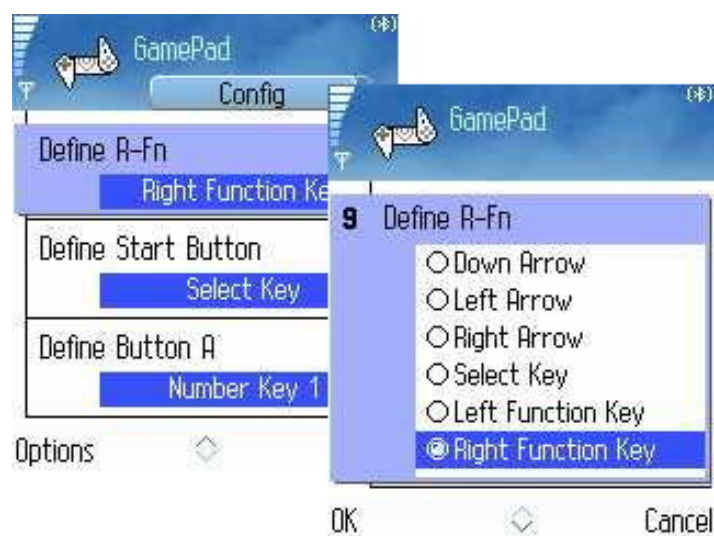 GamePad
Config
Define R-Fn
Right Function Ke
Define Start Button
Select Key
Define Button A
Number Key 1
Options
GamePad
9 Define R-Fn
Down Arrow
Left Arrow
Right Arrow
Select Key
Left Function Key
Right Function Key
OK Cancel